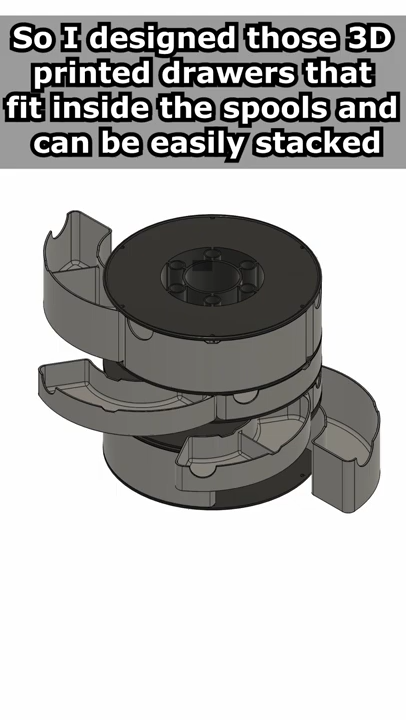 So I designed those 3D
printed drawers that
fit inside the spools and
can be easily stacked